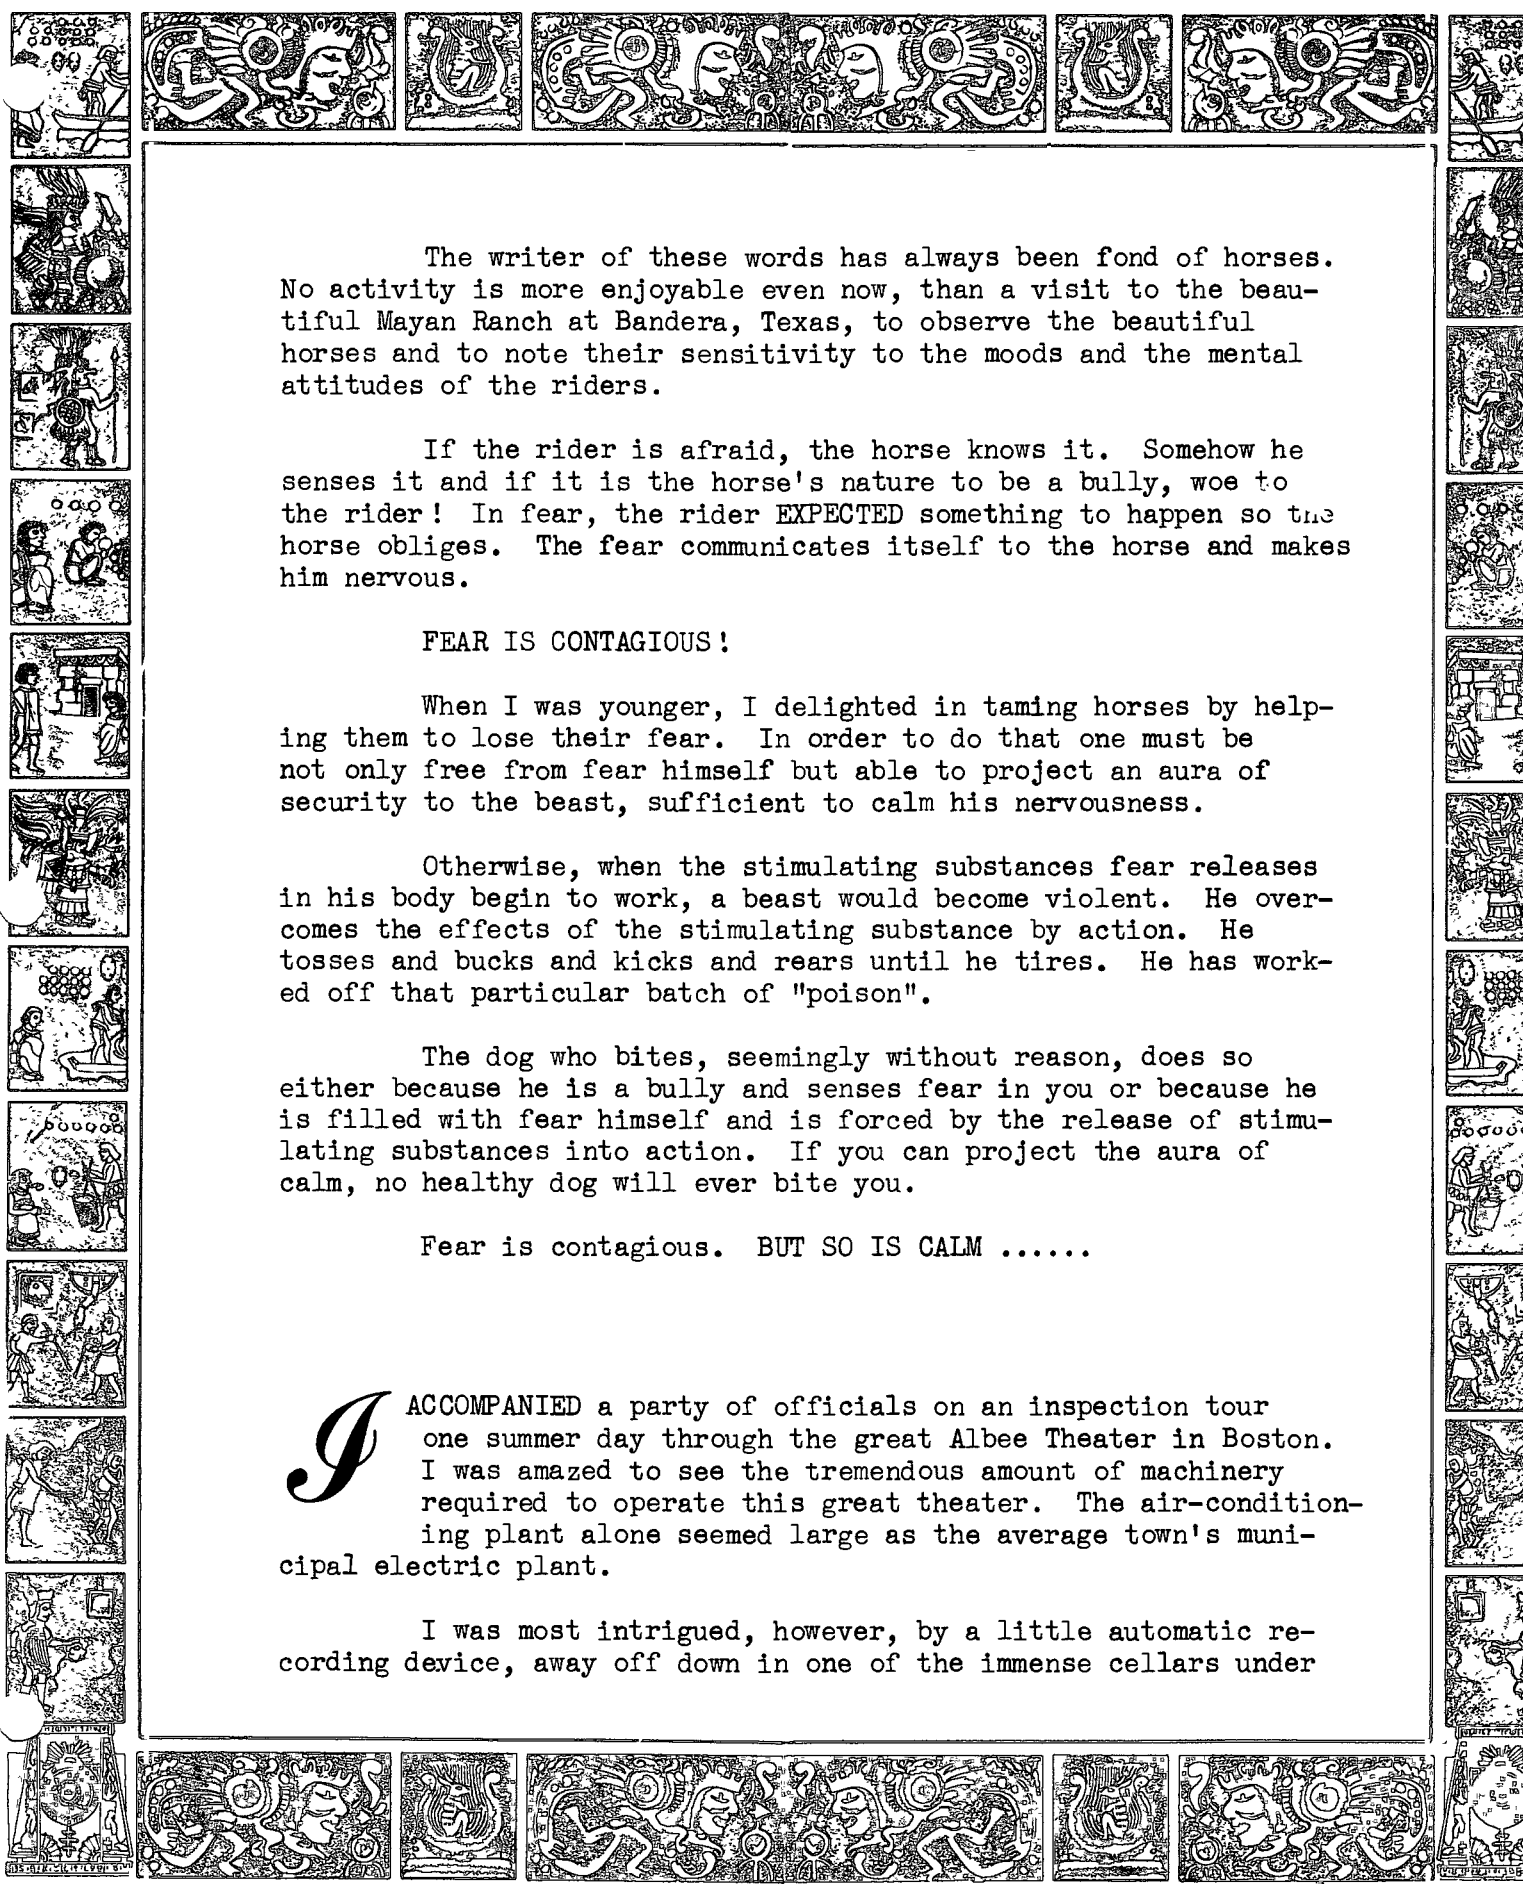 The writer of these words has always been fond of horses.
No activity is more enjoyable even now, than a visit to the beau-
tiful Mayan Ranch at Bandera, Texas, to observe the beautiful
horses and to note their sensitivity to the moods and the mental
attitudes of the riders.
If the rider is afraid, the horse knows it. Somehow he
senses it and if it is the horse's nature to be a bully, woe to
the rider! In fear, the rider EXPECTED something to happen so the
horse obliges. The fear communicates itself to the horse and makes
him nervous.
FEAR IS CONTAGIOUS!
When I was younger, I delighted in taming horses by help-
ing them to lose their fear. In order to do that one must be
not only free from fear himself but able to project an aura of
security to the beast, sufficient to calm his nervousness.
Otherwise, when the stimulating substances fear releases
in his body begin to work, a beast would become violent. He over-
comes the effects of the stimulating substance by action. He
tosses and bucks and kicks and rears until he tires. He has work-
ed off that particular batch of "poison".
The dog who bites, seemingly without reason, does so
either because he is a bully and senses fear in you or because he
is filled with fear himself and is forced by the release of stimu-
lating substances into action. If you can project the aura of
calm, no healthy dog will ever bite you.
Fear is contagious. BUT SO IS CALM ......
I ACCOMPANIED a party of officials on an inspection tour
one summer day through the great Albee Theater in Boston.
I was amazed to see the tremendous amount of machinery
required to operate this great theater. The air-condition-
ing plant alone seemed large as the average town's muni-
cipal electric plant.
I was most intrigued, however, by a little automatic re-
cording device, away off down in one of the immense cellars under